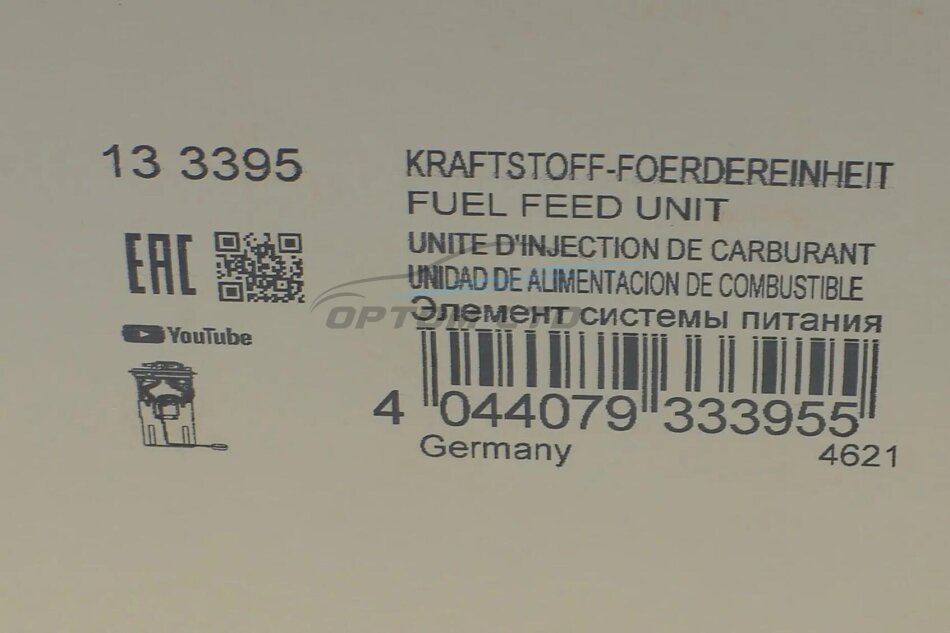 13 3395
KRAFTSTOFF-FOERDEREINHEIT
FUEL FEED UNIT
UNITE D'INJECTION DE CARBURANT
UNIDAD DE ALIMENTACION DE COMBUSTIBLE
Элемент системы питания
EAC
YouTube
4 044079 333955
Germany
4621